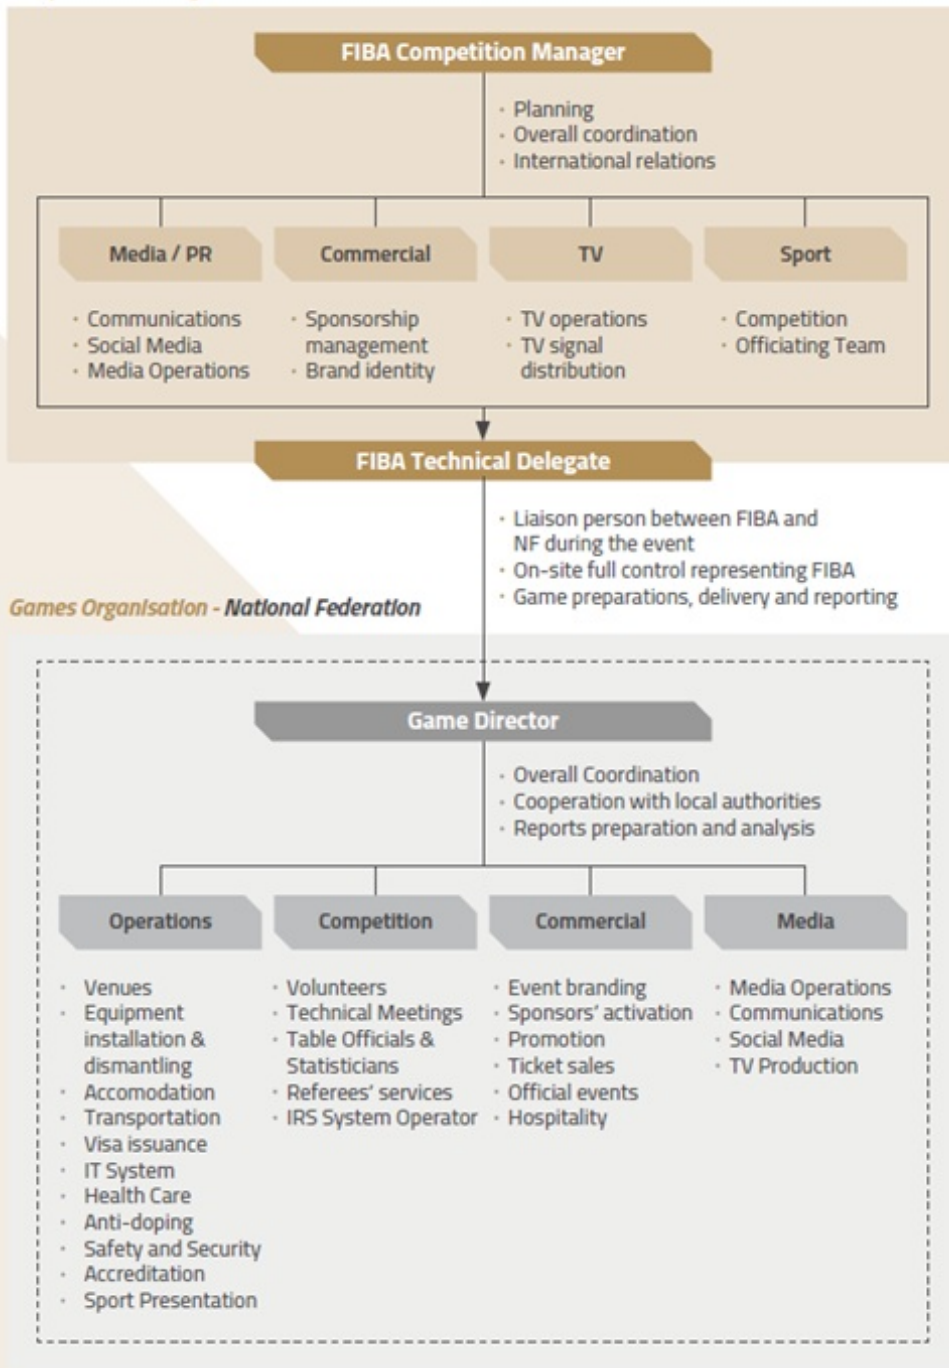 FIBA Competition Manager
· Planning
· Overall coordination
· International relations
Media / PR
· Communications
· Social Media
· Media Operations
Commercial
· Sponsorship
management
· Brand identity
TV
· TV operations
· TV signal
distribution
Sport
· Competition
· Officiating Team
FIBA Technical Delegate
· Liaison person between FIBA and
NF during the event
· On-site full control representing FIBA
· Game preparations, delivery and reporting
Games Organisation - National Federation
Game Director
· Overall Coordination
· Cooperation with local authorities
· Reports preparation and analysis
Operations
· Venues
· Equipment
installation &
dismantling
· Accomodation
· Transportation
· Visa issuance
· IT System
· Health Care
· Anti-doping
· Safety and Security
· Accreditation
· Sport Presentation
Competition
· Volunteers
· Technical Meetings
· Table Officials &
Statisticians
· Referees' services
· IRS System Operator
Commercial
· Event branding
· Sponsors' activation
· Promotion
· Ticket sales
· Official events
· Hospitality
Media
· Media Operations
· Communications
· Social Media
· TV Production